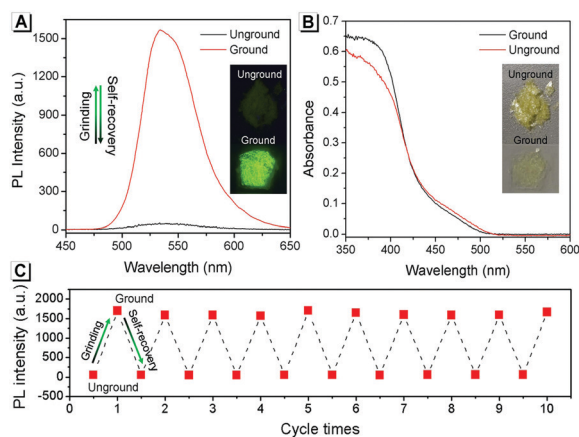 A
Unground
Ground
1500
1200
900
600
300
0
PL Intensity (a.u.)
Grinding
Self-recovery
Unground
Ground
450
500
550
600
650
Wavelength (nm)
B
Ground
Unground
0.7
0.6
0.5
0.4
0.3
0.2
0.1
0.0
Absorbance
Unground
Ground
350
400
450
500
550
600
Wavelength (nm)
C
2000
1500
1000
500
0
-500
PL intensity (a.u.)
Ground
Grinding
Self-recovery
Unground
0
1
2
3
4
5
6
7
8
9
10
Cycle times